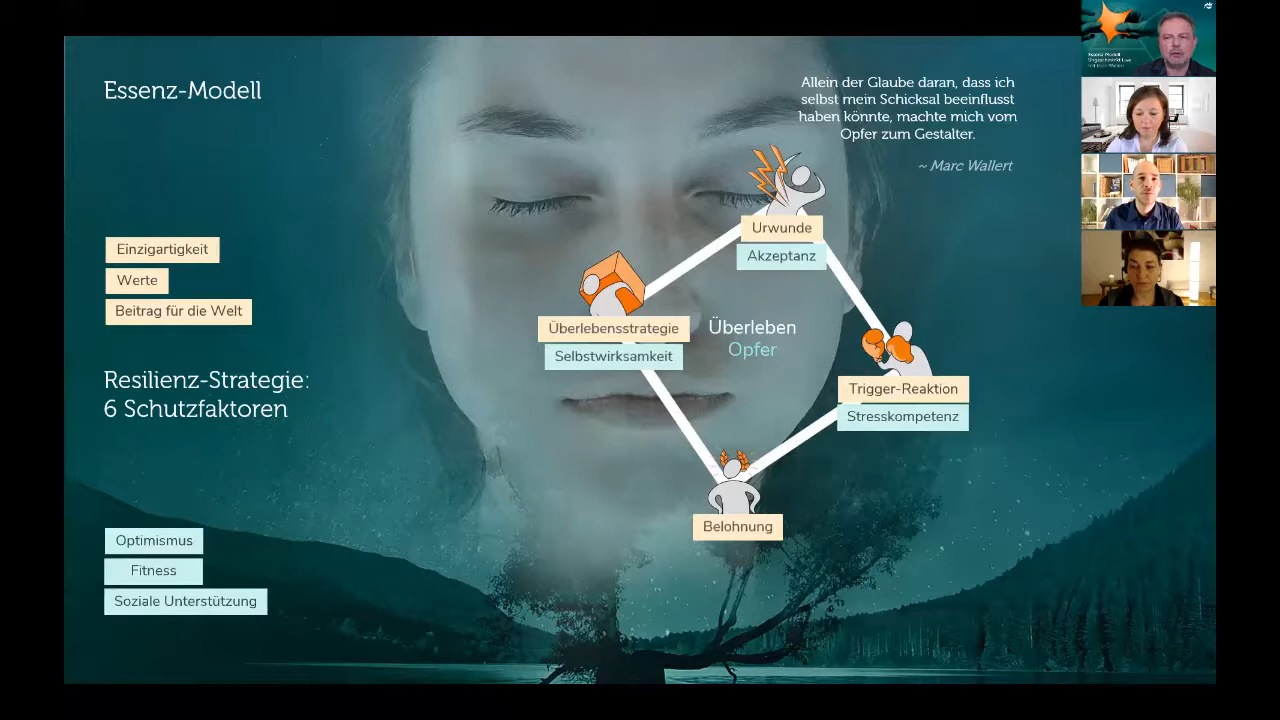 Essenz-Modell
Allein der Glaube daran, dass ich
selbst mein Schicksal beeinflusst
haben könnte, machte mich vom
Opfer zum Gestalter.
~ Marc Wallert
Urwunde
Akzeptanz
Einzigartigkeit
Werte
Beitrag für die Welt
Überlebensstrategie
Selbstwirksamkeit
Überleben
Opfer
Trigger-Reaktion
Stresskompetenz
Resilienz-Strategie:
6 Schutzfaktoren
Belohnung
Optimismus
Fitness
Soziale Unterstützung
Essenz Modell